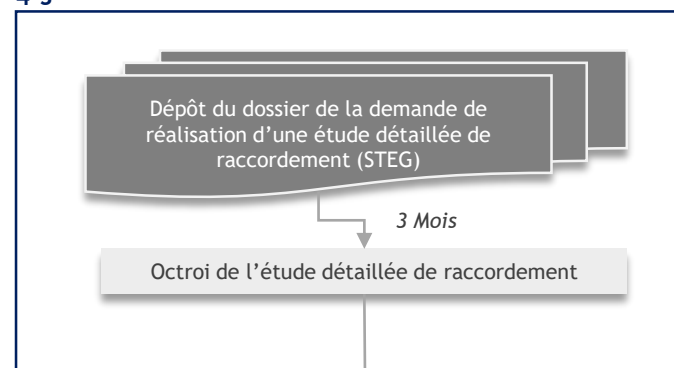 Dépôt du dossier de la demande de
réalisation d’une étude détaillée de
raccordement (STEG)
3 Mois
Octroi de l’étude détaillée de raccordement